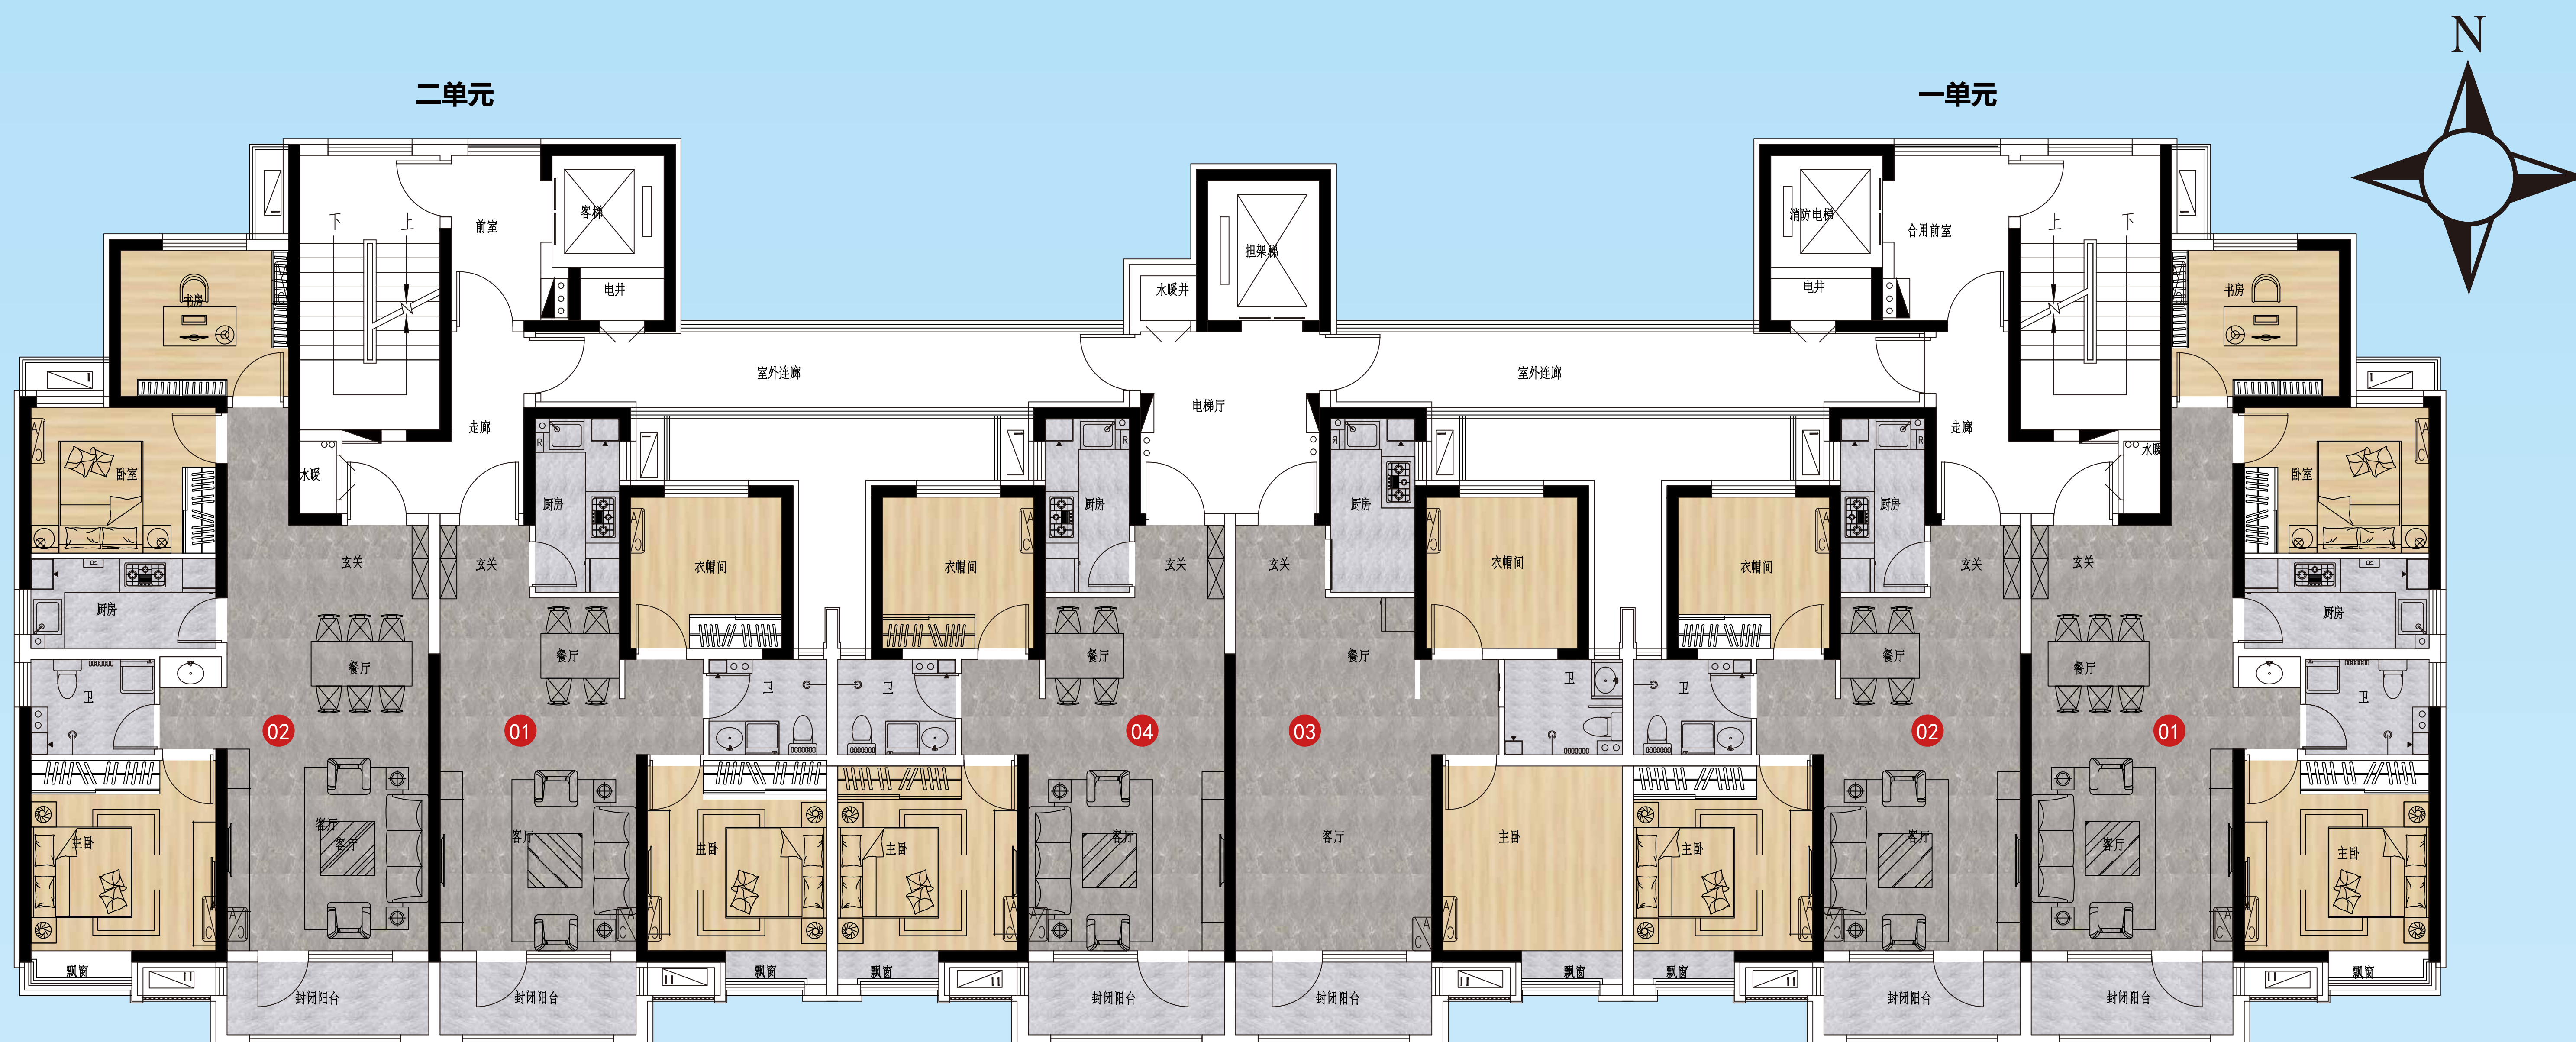 N
二单元
一单元
客梯
消防电梯
前室
担架梯
合用前室
下
上
上
下
电井
水暖井
电井
书房
书房
室外连廊
室外连廊
电梯厅
走廊
走廊
水暖
水暖
卧室
厨房
厨房
厨房
厨房
卧室
玄关
玄关
衣帽间
衣帽间
玄关
玄关
衣帽间
衣帽间
玄关
玄关
厨房
厨房
餐厅
餐厅
餐厅
餐厅
餐厅
餐厅
卫
卫
卫
卫
卫
卫
02
01
04
03
02
01
客厅
客厅
客厅
客厅
客厅
客厅
客厅
主卧
主卧
主卧
主卧
主卧
主卧
飘窗
飘窗
飘窗
飘窗
飘窗
飘窗
封闭阳台
封闭阳台
封闭阳台
封闭阳台
封闭阳台
封闭阳台